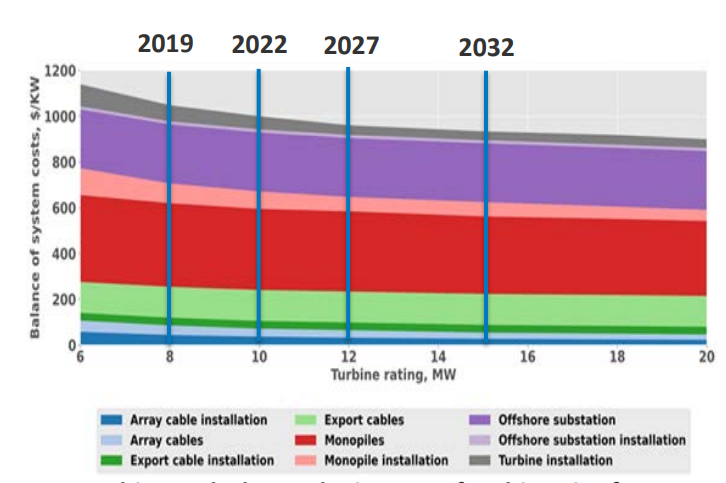 2019 2022 2027 2032
1200
1000
800
600
400
200
0
Balance of system costs, $/KW
6 8 10 12 14 16 18 20
Turbine rating, MW
Array cable installation Export cables Offshore substation
Array cables Monopiles Offshore substation installation
Export cable installation Monopile installation Turbine installation